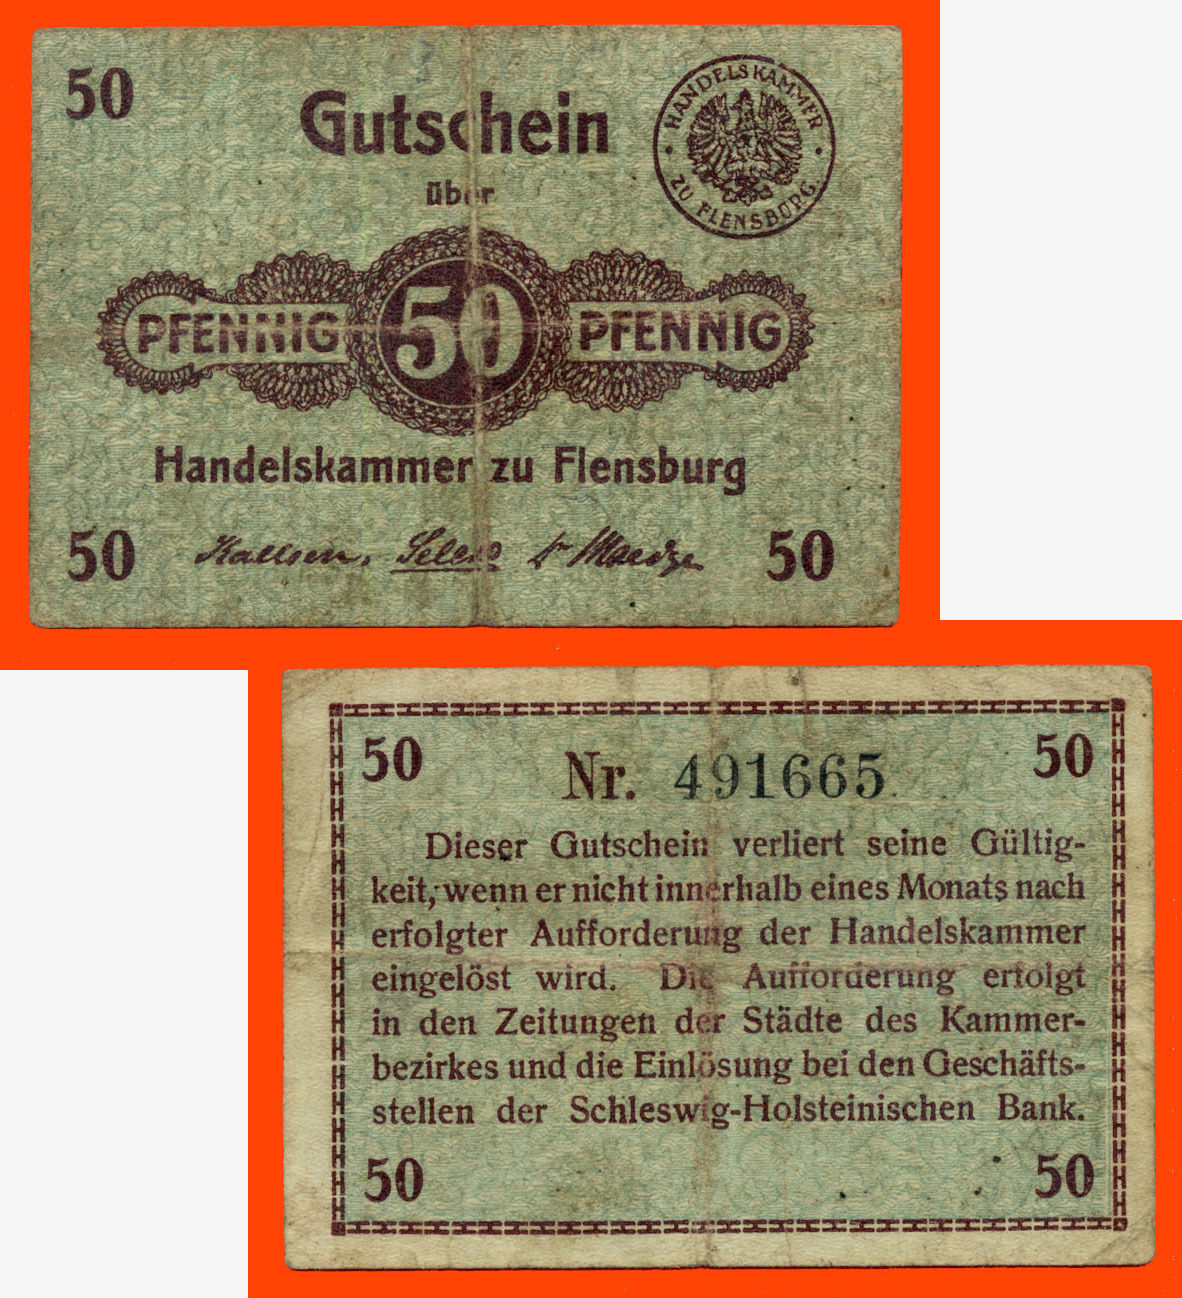 50
Gutschein
HANDELSKAMMER ZU FLENSBURG
über
PFENNIG 50 PFENNIG
Handelskammer zu Flensburg
50 50
50 Nr. 491665 50
Dieser Gutschein verliert seine Gültig-
keit, wenn er nicht innerhalb eines Monats nach
erfolgter Aufforderung der Handelskammer
eingelöst wird. Die Aufforderung erfolgt
in den Zeitungen der Städte des Kammer-
bezirkes und die Einlösung bei den Geschäfts-
stellen der Schleswig-Holsteinischen Bank.
50 50